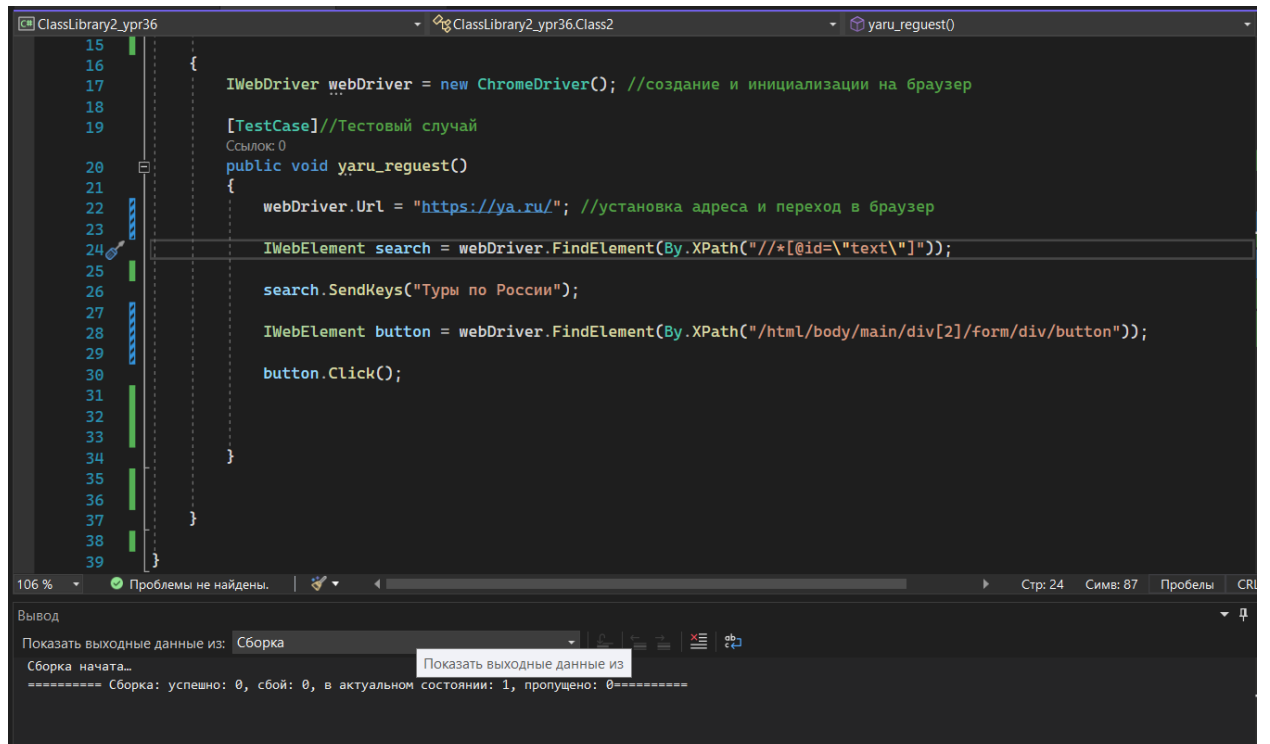 C# ClassLibrary2_ypr36 ClassLibrary2_ypr36.Class2 yaru_reguest()
15
16 {
17 IWebDriver webDriver = new ChromeDriver(); //создание и инициализации на браузер
18
19 [TestCase]//Тестовый случай
Ссылок: 0
20 public void yaru_reguest()
21 {
22 webDriver.Url = "https://ya.ru/"; //установка адреса и переход в браузер
23
24 IWebElement search = webDriver.FindElement(By.XPath("//*[@id=\"text\"]"));
25
26 search.SendKeys("Туры по России");
27
28 IWebElement button = webDriver.FindElement(By.XPath("/html/body/main/div[2]/form/div/button"));
29
30 button.Click();
31
32
33
34 }
35
36
37 }
38
39 }
106 % Проблемы не найдены. Стр: 24 Симв: 87 Пробелы CRL
Вывод
Показать выходные данные из: Сборка
Показать выходные данные из
Сборка начата…
========== Сборка: успешно: 0, сбой: 0, в актуальном состоянии: 1, пропущено: 0==========